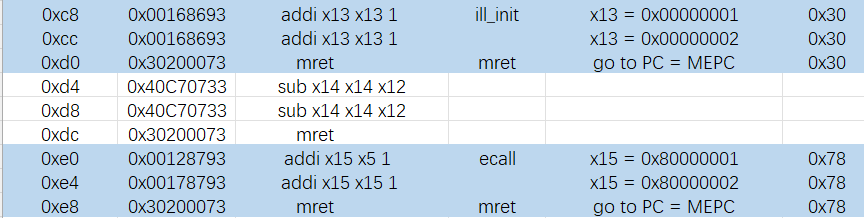 0xc8 0x00168693 addi x13 x13 1 ill_init x13 = 0x00000001 0x30
0xcc 0x00168693 addi x13 x13 1 x13 = 0x00000002 0x30
0xd0 0x30200073 mret mret go to PC = MEPC 0x30
0xd4 0x40C70733 sub x14 x14 x12
0xd8 0x40C70733 sub x14 x14 x12
0xdc 0x30200073 mret
0xe0 0x00128793 addi x15 x5 1 ecall x15 = 0x80000001 0x78
0xe4 0x00178793 addi x15 x15 1 x15 = 0x80000002 0x78
0xe8 0x30200073 mret mret go to PC = MEPC 0x78